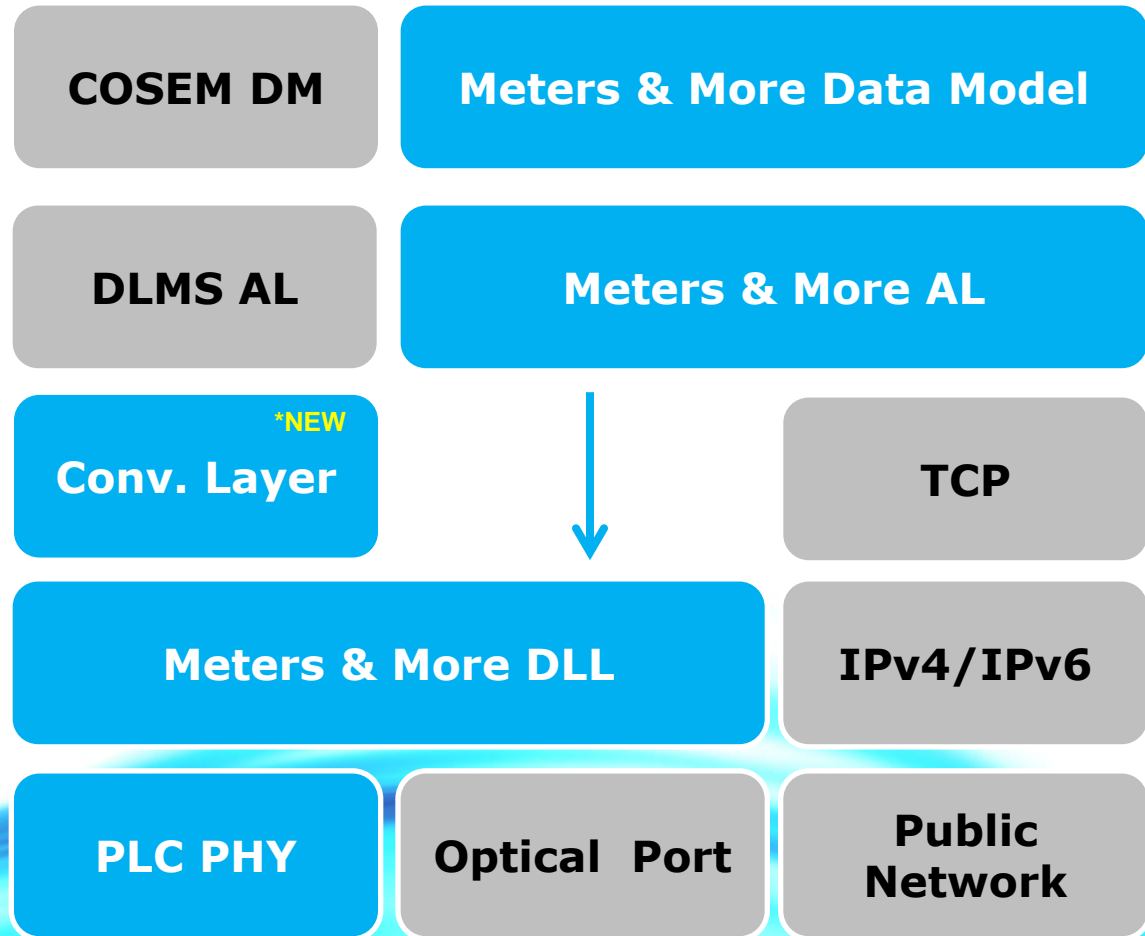 COSEM DM
Meters & More Data Model
DLMS AL
Meters & More AL
*NEW
Conv. Layer
TCP
Meters & More DLL
IPv4/IPv6
PLC PHY
Optical Port
Public
Network